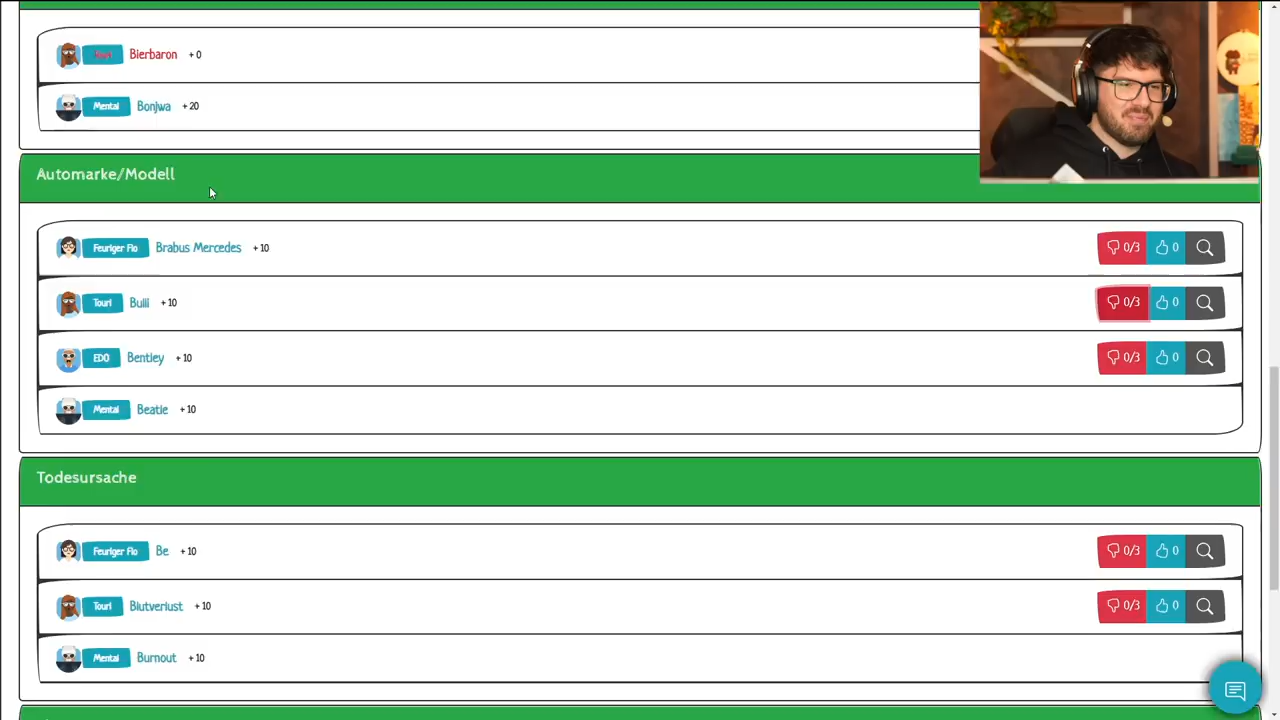 Bierbaron +0
Mental Bonjwa +20
Automarke/Modell
Feuriger Flo Brabus Mercedes +10 0/3 0
Touri Bulli +10 0/3 0
EDO Bentley +10 0/3 0
Mental Beatle +10
Todesursache
Feuriger Flo Be +10 0/3 0
Touri Blutverlust +10 0/3 0
Mental Burnout +10